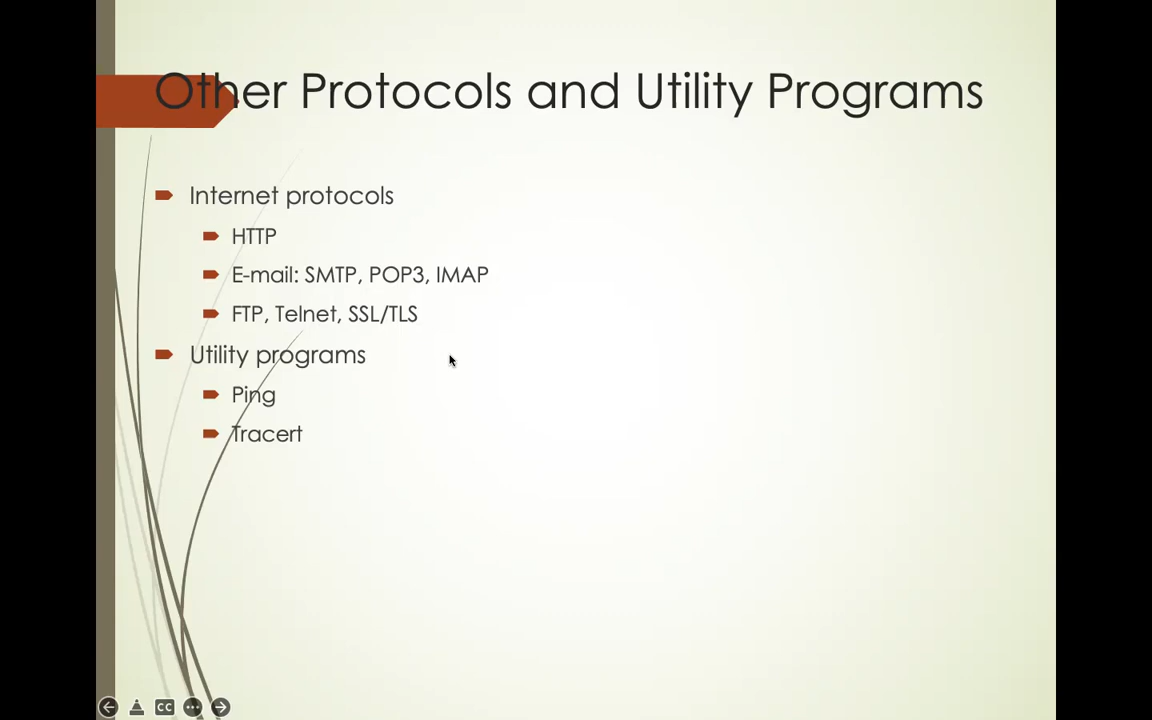 Other Protocols and Utility Programs
Internet protocols
HTTP
E-mail: SMTP, POP3, IMAP
FTP, Telnet, SSL/TLS
Utility programs
Ping
Tracert
CC